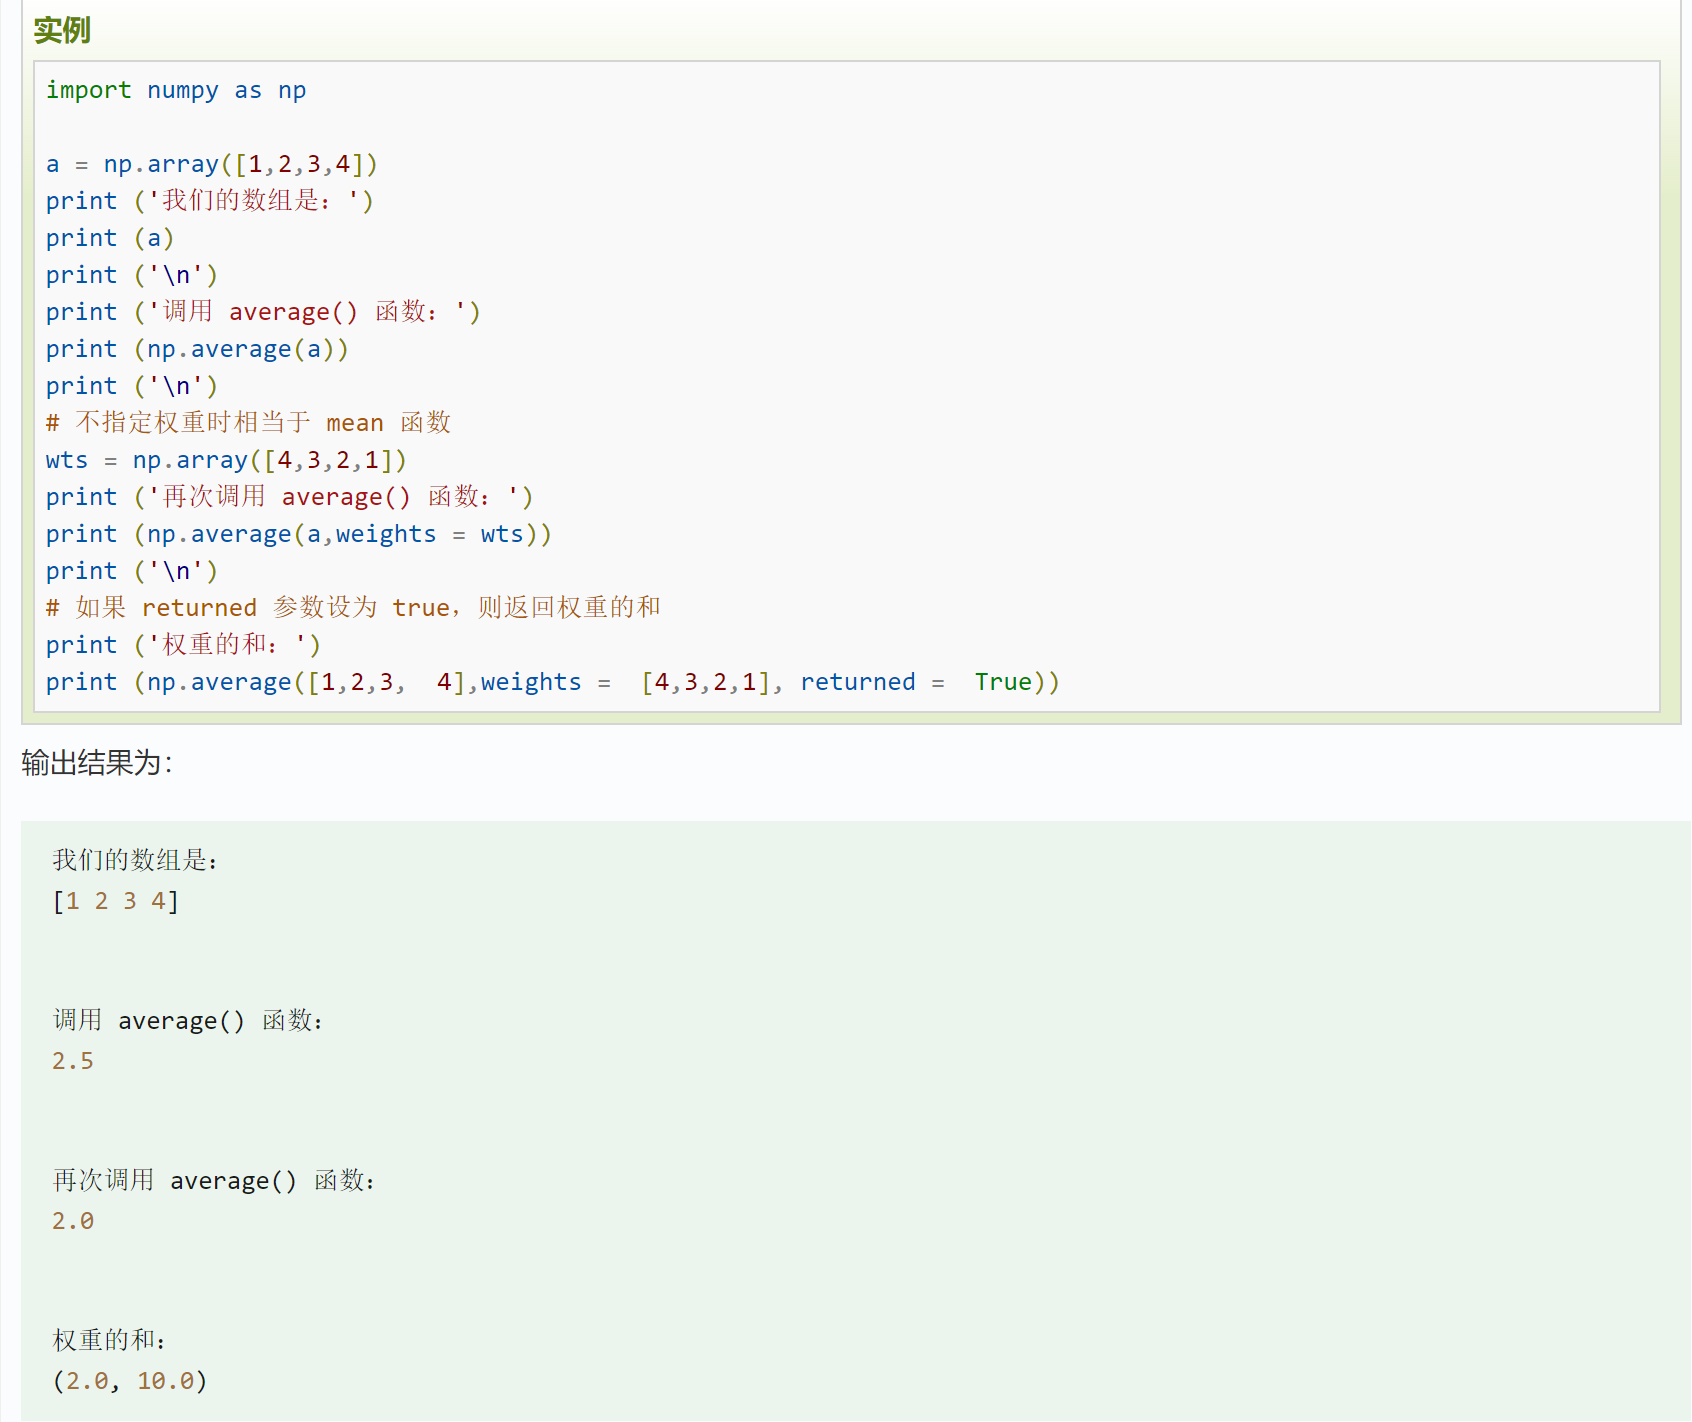 实例
import numpy as np
a = np.array([1,2,3,4])
print ('我们的数组是：')
print (a)
print ('\n')
print ('调用 average() 函数：')
print (np.average(a))
print ('\n')
# 不指定权重时相当于 mean 函数
wts = np.array([4,3,2,1])
print ('再次调用 average() 函数：')
print (np.average(a,weights = wts))
print ('\n')
# 如果 returned 参数设为 true，则返回权重的和
print ('权重的和：')
print (np.average([1,2,3,  4],weights =  [4,3,2,1], returned =  True))
输出结果为：
我们的数组是：
[1 2 3 4]
调用 average() 函数：
2.5
再次调用 average() 函数：
2.0
权重的和：
(2.0, 10.0)